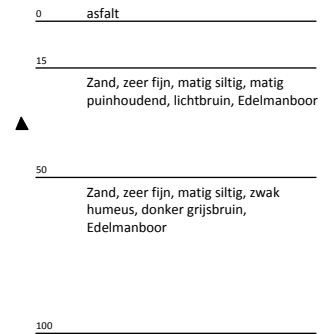 0 asfalt
15
Zand, zeer fijn, matig siltig, matig
puinhoudend, lichtbruin, Edelmanboor
50
Zand, zeer fijn, matig siltig, zwak
humeus, donker grijsbruin,
Edelmanboor
100